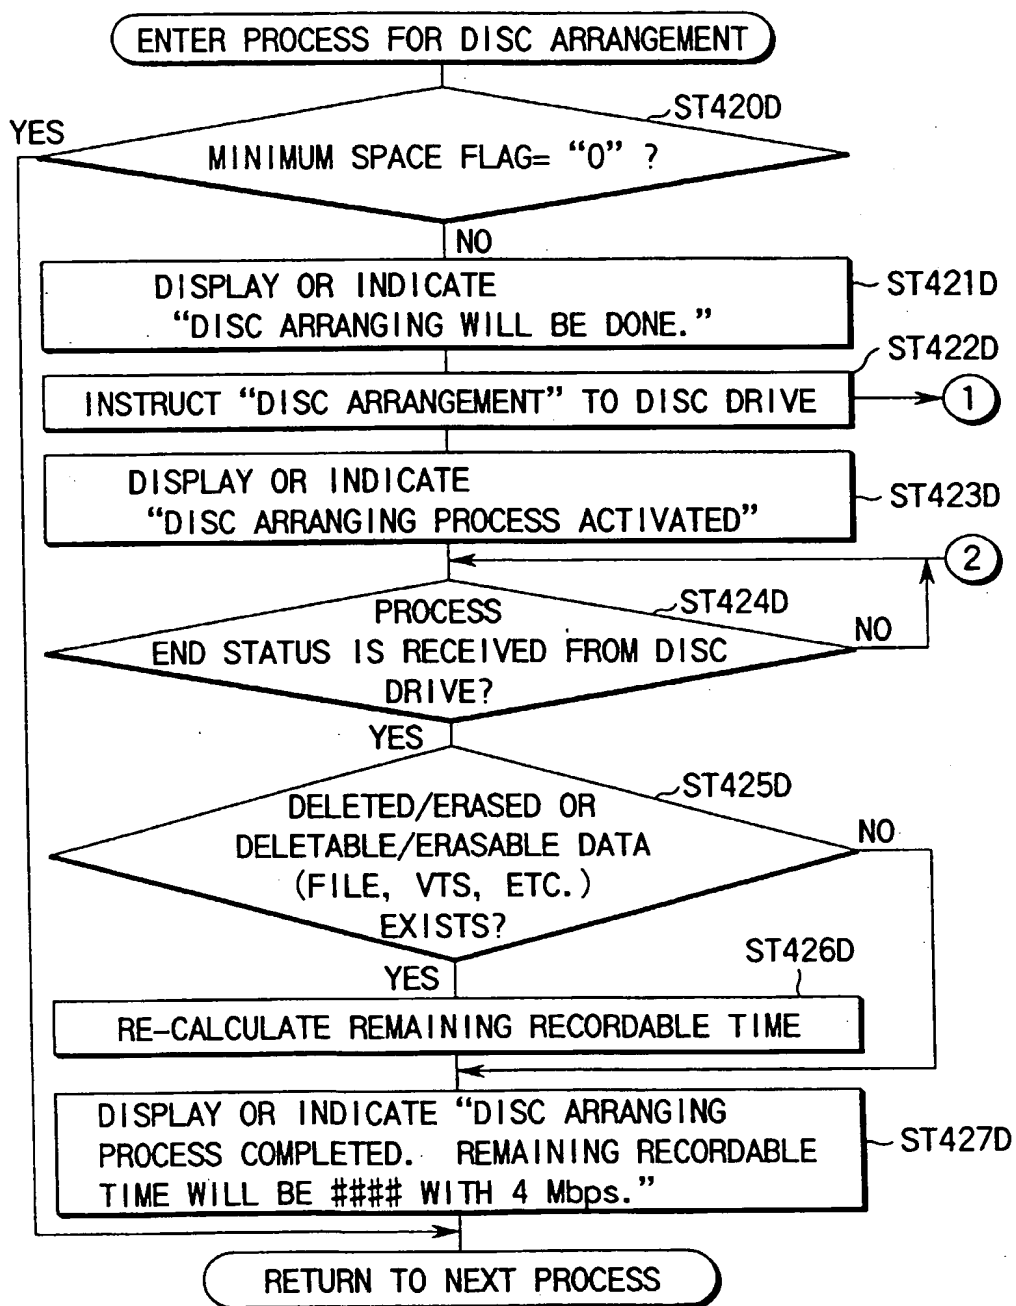 ENTER PROCESS FOR DISC ARRANGEMENT
ST420D
YES
MINIMUM SPACE FLAG= “0” ?
NO
DISPLAY OR INDICATE
“DISC ARRANGING WILL BE DONE.”
ST421D
ST422D
INSTRUCT “DISC ARRANGEMENT” TO DISC DRIVE
1
DISPLAY OR INDICATE
“DISC ARRANGING PROCESS ACTIVATED”
ST423D
2
ST424D
PROCESS
END STATUS IS RECEIVED FROM DISC
DRIVE?
NO
YES
ST425D
DELETED/ERASED OR
DELETABLE/ERASABLE DATA
(FILE, VTS, ETC.)
EXISTS?
NO
YES
ST426D
RE-CALCULATE REMAINING RECORDABLE TIME
DISPLAY OR INDICATE “DISC ARRANGING
PROCESS COMPLETED. REMAINING RECORDABLE
TIME WILL BE #### WITH 4 Mbps.”
ST427D
RETURN TO NEXT PROCESS